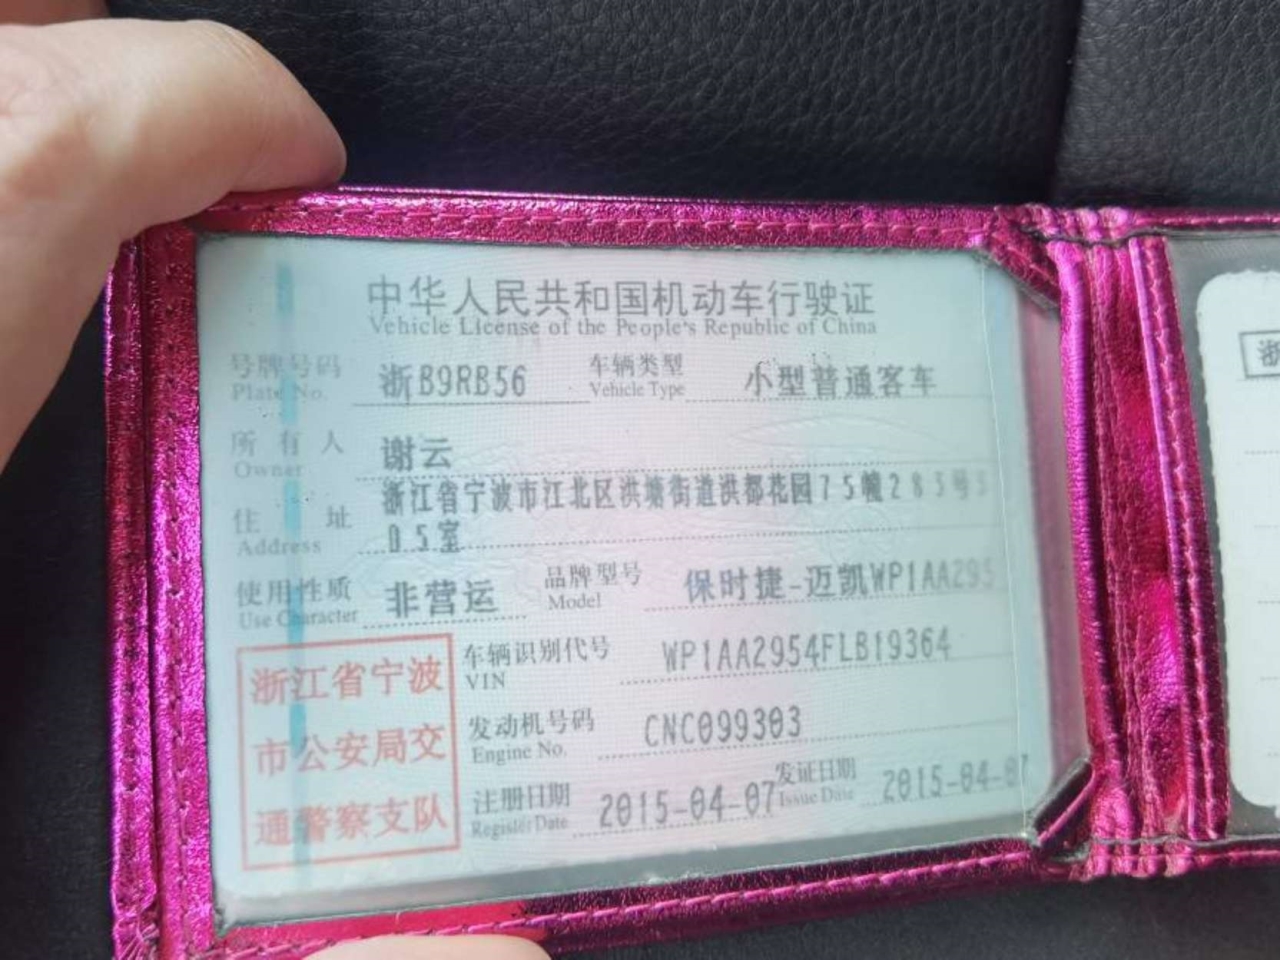 中华人民共和国机动车行驶证
Vehicle License of the People's Republic of China
号牌号码 浙B9RB56 车辆类型 小型普通客车
Plate No. Vehicle Type
所有人 谢云
Owner
浙江省宁波市江北区洪塘街道洪都花园75幢283号5
住址 05室
Address
使用性质 非营运 品牌型号 保时捷-迈凯WP1AA295
Use Character Model
车辆识别代号 WP1AA2954FLB19364
VIN
发动机号码 CNC099303
Engine No.
注册日期 2015-04-07 发证日期 2015-04-07
Register Date Issue Date
浙江省宁波
市公安局交
通警察支队
浙